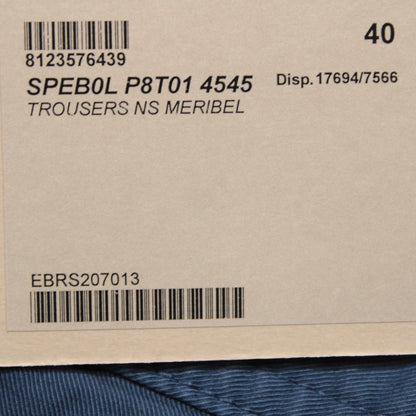 40
8123576439
SPEB0L P8T01 4545
Disp.17694/7566
TROUSERS NS MERIBEL
EBRS207013